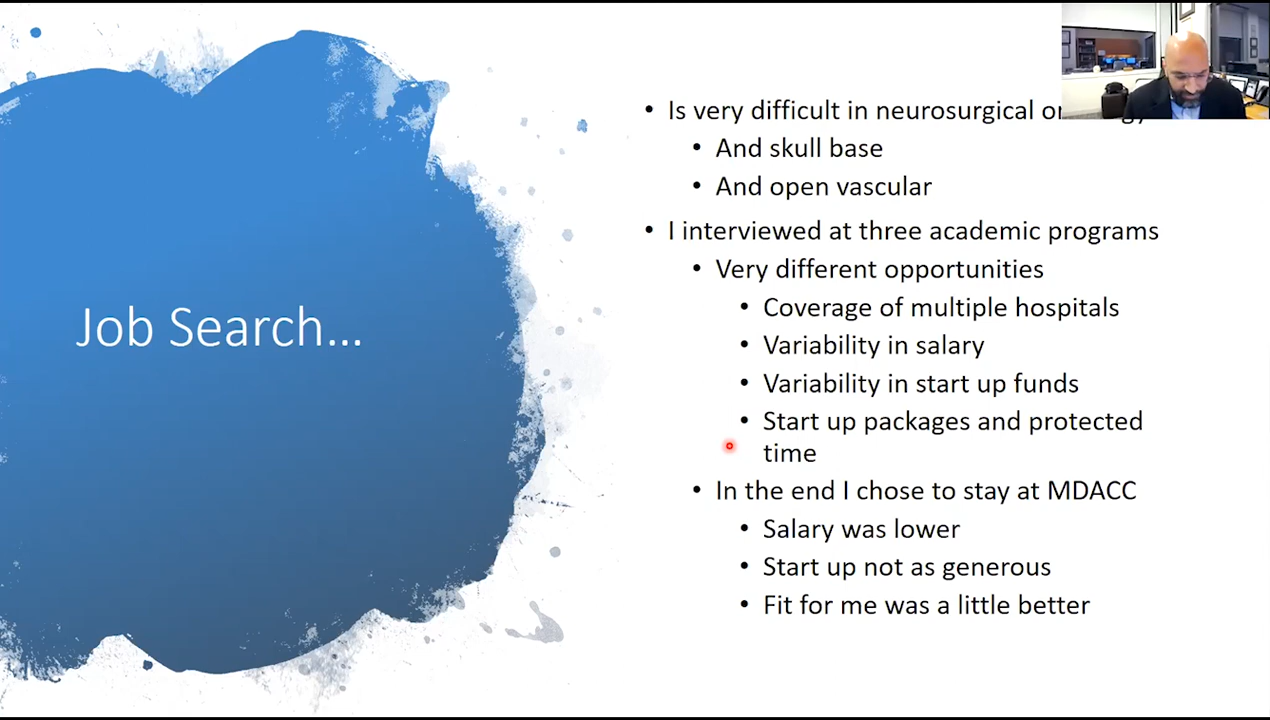 Job Search...
• Is very difficult in neurosurgical
• And skull base
• And open vascular
• I interviewed at three academic programs
• Very different opportunities
• Coverage of multiple hospitals
• Variability in salary
• Variability in start up funds
• Start up packages and protected
time
• In the end I chose to stay at MDACC
• Salary was lower
• Start up not as generous
• Fit for me was a little better